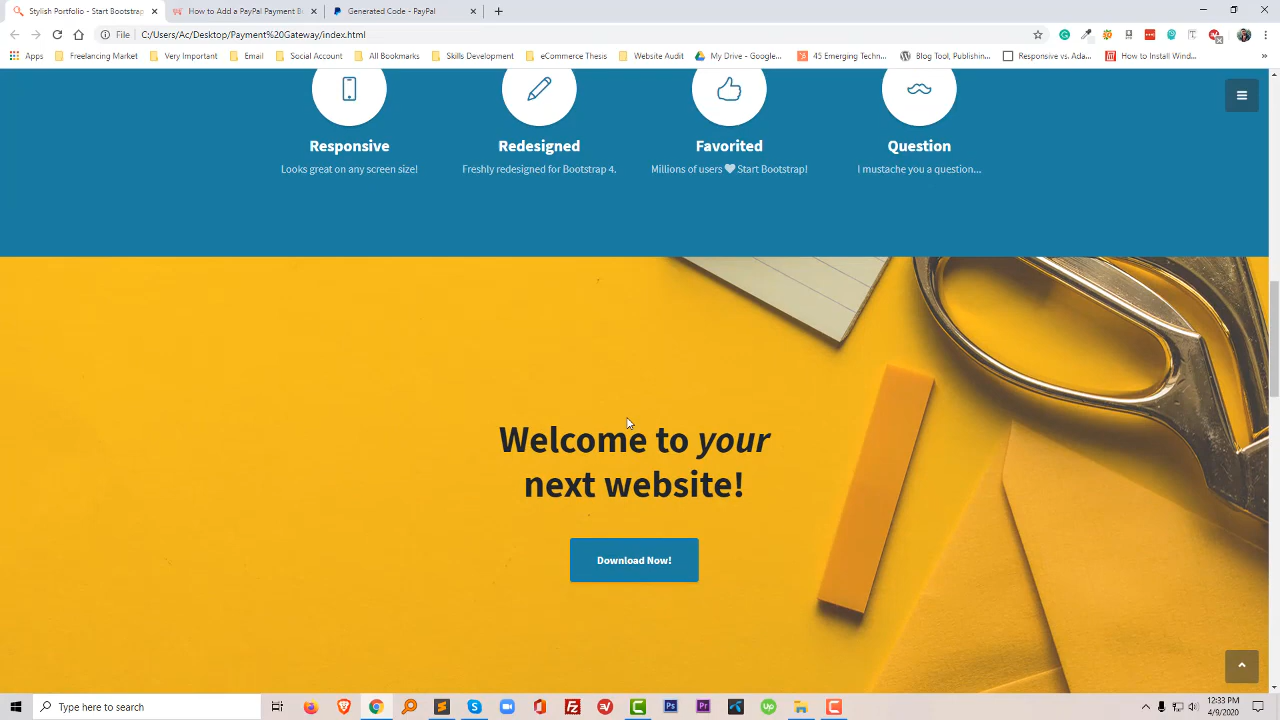 Stylish Portfolio - Start Bootstrap
How To Add a PayPal Payment B
Generate Code - PayPal
File
C:/Users/Ac/Desktop/Payment%20Gateway/index.html
Apps
Freelancing Market
Very Important
Email
Social Account
All Bookmarks
Skills Development
eCommerce Thesis
Website Audit
My Drive - Google...
45 Emerging Techn...
Blog Tool, Publishin...
Responsive vs. Ada...
How to Install Wind...
Responsive
Redesigned
Favorited
Question
Looks great on any screen size!
Freshly redesigned for Bootstrap 4.
Millions of users ♥ Start Bootstrap!
I mustache you a question...
Welcome to your
next website!
Download Now!
Type here to search
12:33 PM
4/9/2020